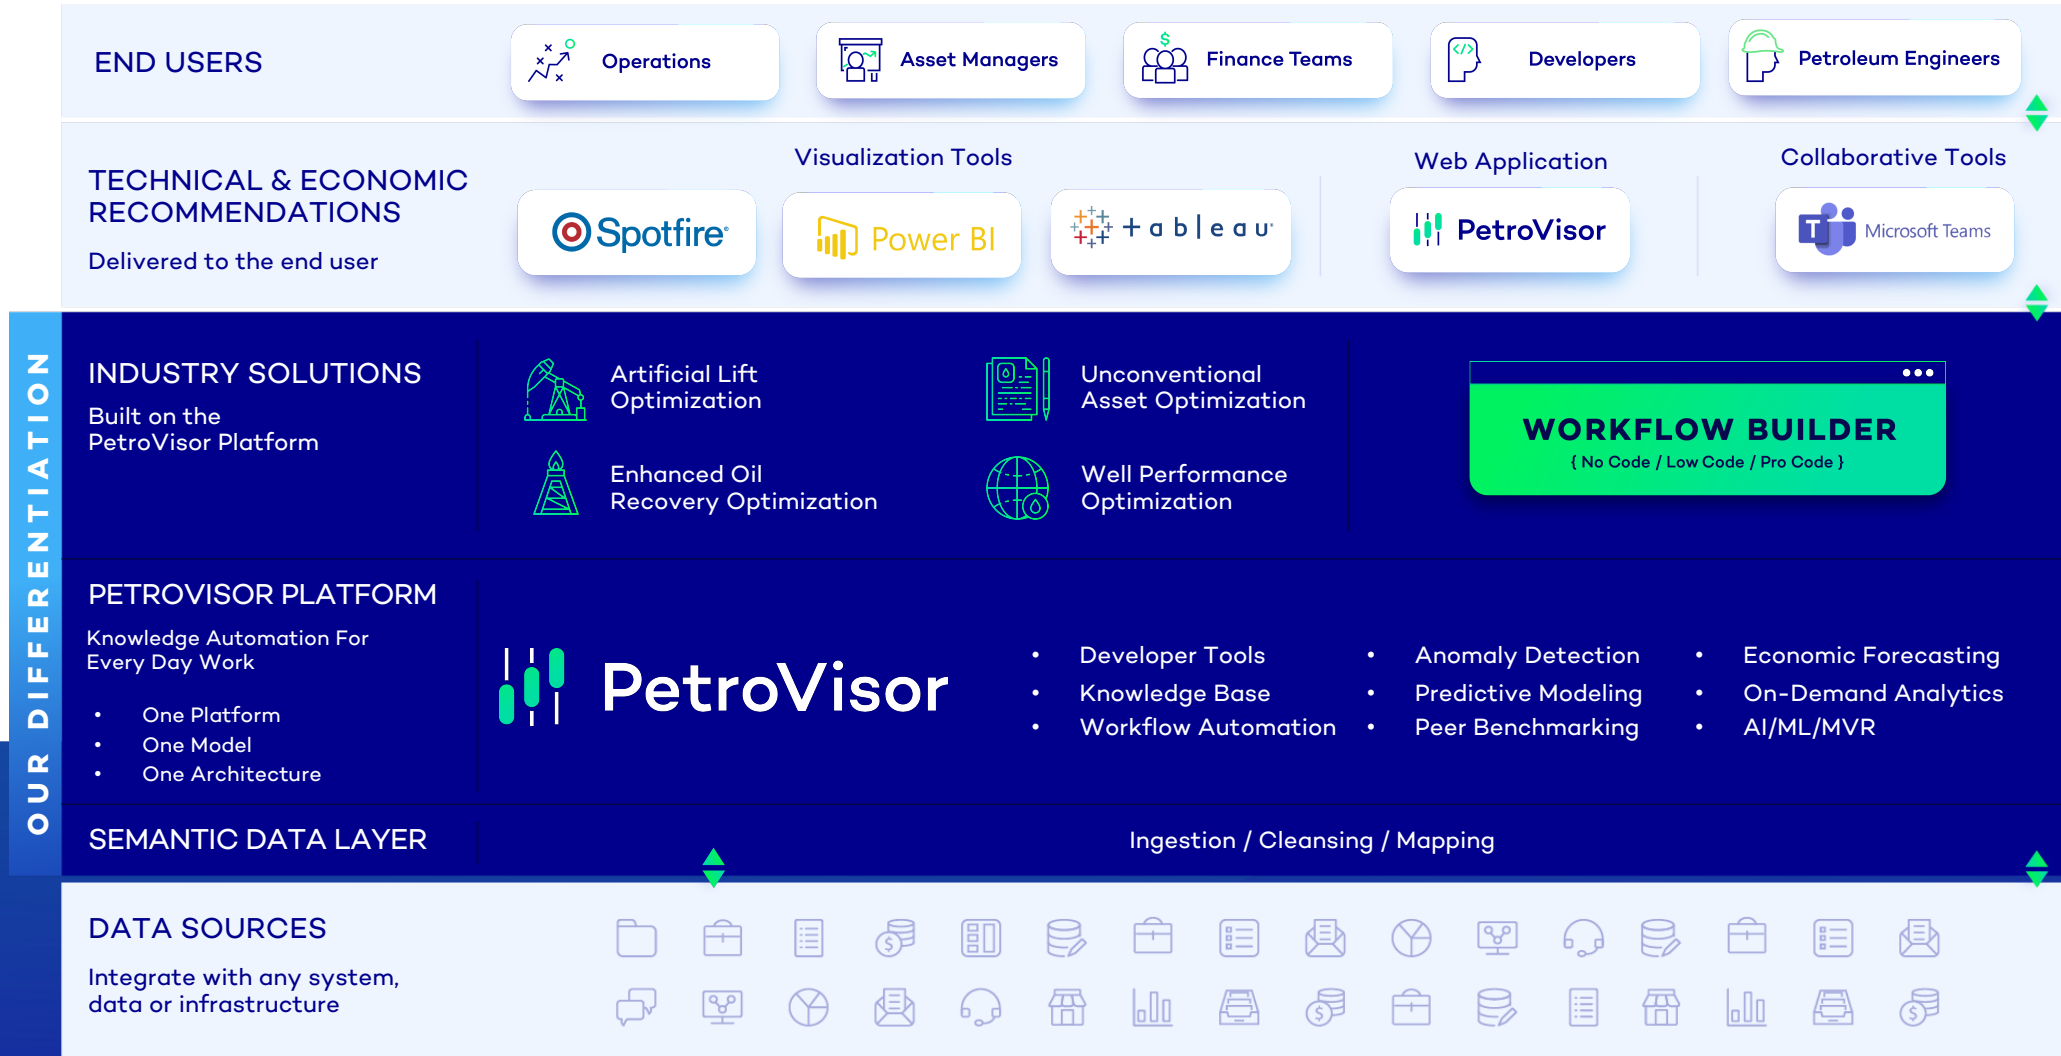 END USERS
Operations
Asset Managers
Finance Teams
Developers
Petroleum Engineers
TECHNICAL & ECONOMIC
RECOMMENDATIONS
Delivered to the end user
Visualization Tools
Spotfire®
Power BI
+ableau®
Web Application
PetroVisor
Collaborative Tools
T Microsoft Teams
OUR DIFFERENTIATION
INDUSTRY SOLUTIONS
Built on the
PetroVisor Platform
Artificial Lift
Optimization
Unconventional
Asset Optimization
Enhanced Oil
Recovery Optimization
Well Performance
Optimization
WORKFLOW BUILDER
{ No Code / Low Code / Pro Code }
PETROVISOR PLATFORM
Knowledge Automation For
Every Day Work
• One Platform
• One Model
• One Architecture
PetroVisor
• Developer Tools
• Knowledge Base
• Workflow Automation
• Anomaly Detection
• Predictive Modeling
• Peer Benchmarking
• Economic Forecasting
• On-Demand Analytics
• AI/ML/MVR
SEMANTIC DATA LAYER
Ingestion / Cleansing / Mapping
DATA SOURCES
Integrate with any system,
data or infrastructure